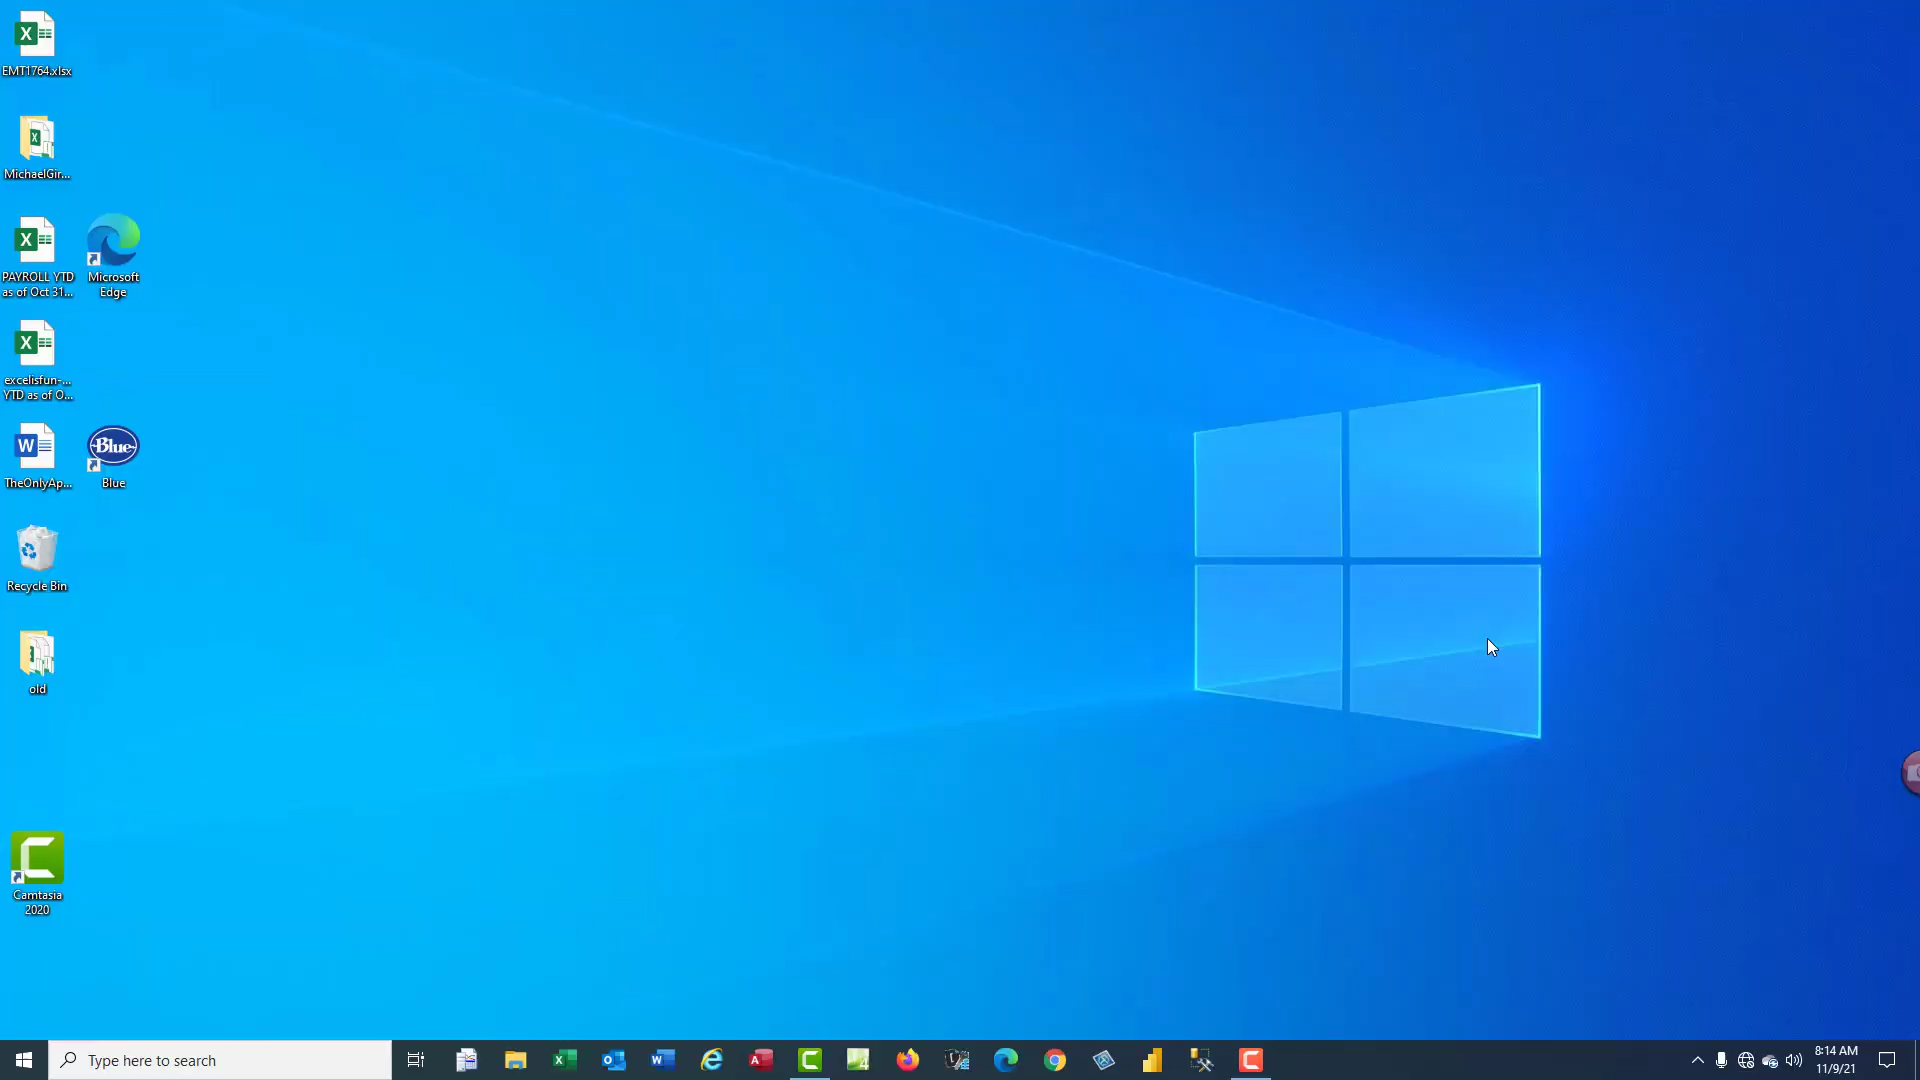 EMT1764.xlsx
MichaelGir...
PAYROLL YTD
as of Oct 31...
Microsoft
Edge
excelisfun-...
YTD as of O...
TheOnlyAp...
Blue
Blue
Recycle Bin
old
Camtasia
2020
Type here to search
8:14 AM
11/9/21